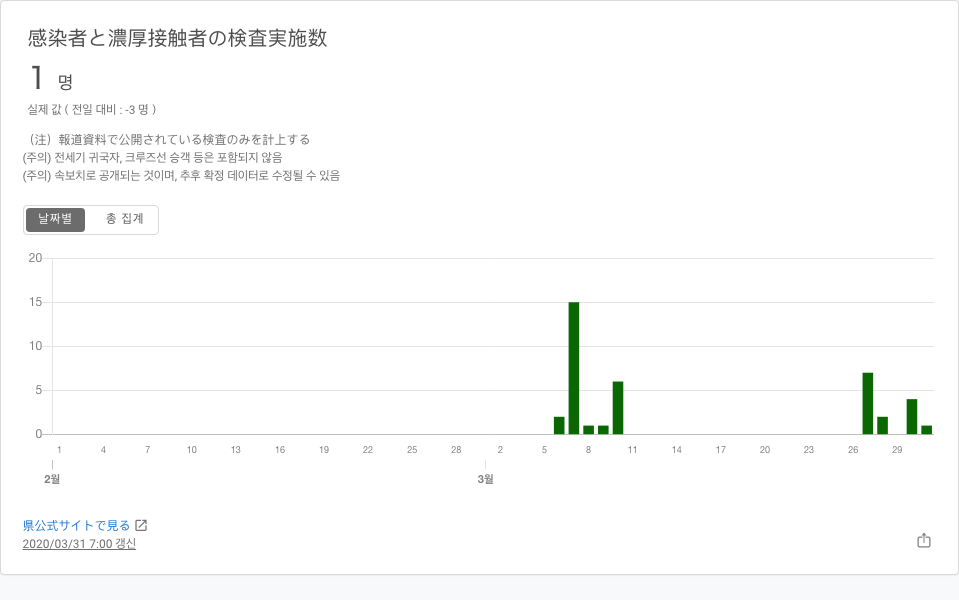 感染者と濃厚接触者の検査実施数
1 명
실제 값 ( 전일 대비 : -3 명 )
（注）報道資料で公開されている検査のみを計上する
(주의) 전세기 귀국자, 크루즈선 승객 등은 포함되지 않음
(주의) 속보치로 공개되는 것이며, 추후 확정 데이터로 수정될 수 있음
날짜별 총 집계
20
15
10
5
0
1 4 7 10 13 16 19 22 25 28 2 5 8 11 14 17 20 23 26 29
2월 3월
県公式サイトで見る
2020/03/31 7:00 갱신